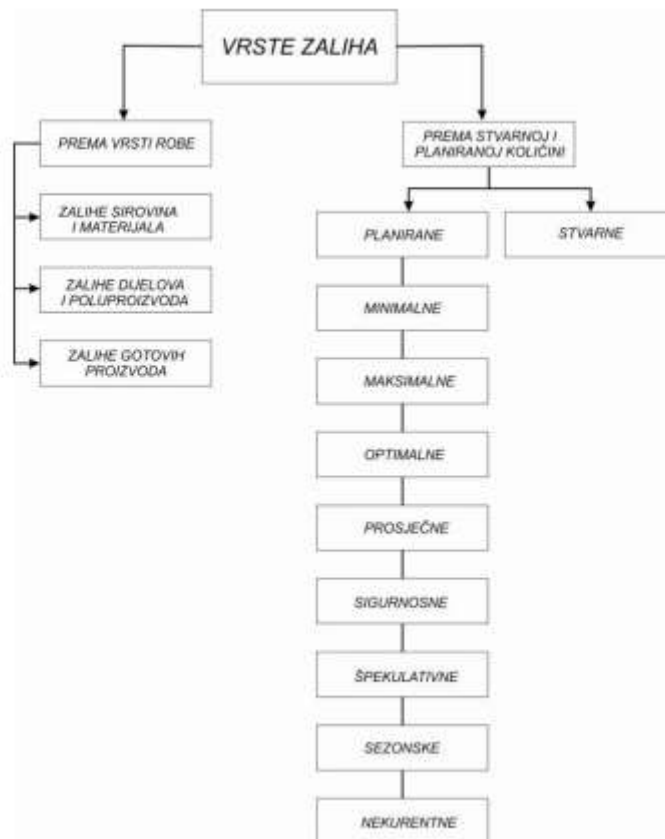 VRSTE ZALIHA
PREMA VRSTI ROBE
ZALIHE SIROVINA
I MATERIJALA
ZALIHE DIJELOVA
I POLUPROIZVODA
ZALIHE GOTOVIH
PROIZVODA
PREMA STVARNOJ I
PLANIRANOJ KOLIČINI
PLANIRANE
STVARNE
MINIMALNE
MAKSIMALNE
OPTIMALNE
PROSJEČNE
SIGURNOSNE
ŠPEKULATIVNE
SEZONSKE
NEKURENTNE